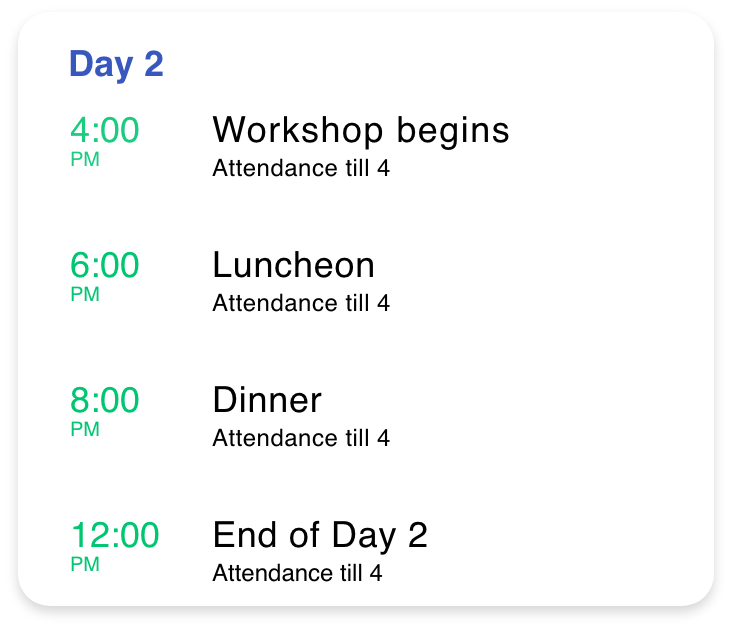 Day 2
4:00 Workshop begins
PM Attendance till 4
6:00 Luncheon
PM Attendance till 4
8:00 Dinner
PM Attendance till 4
12:00 End of Day 2
PM Attendance till 4